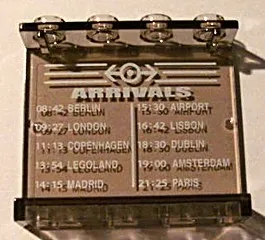 ARRIVALS
08:42 BERLIN 15:30 AIRPORT
09:27 LONDON 16:42 LISBON
11:13 COPENHAGEN 18:30 DUBLIN
13:54 LEGOLAND 19:00 AMSTERDAM
14:15 MADRID 21:25 PARIS